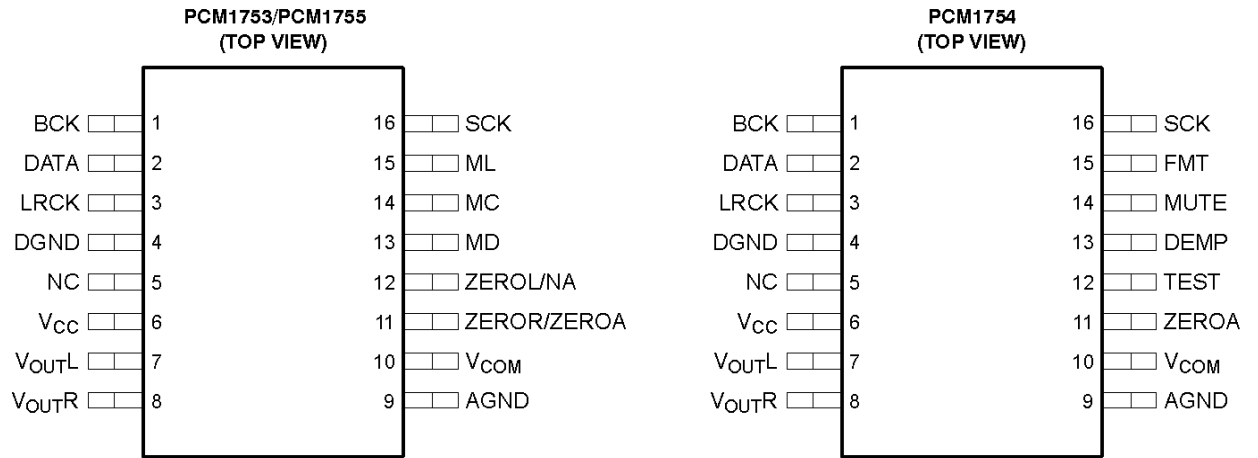 PCM1753/PCM1755
(TOP VIEW)
BCK 1 16 SCK
DATA 2 15 ML
LRCK 3 14 MC
DGND 4 13 MD
NC 5 12 ZEROL/NA
VCC 6 11 ZEROR/ZEROA
VOUTL 7 10 VCOM
VOUTR 8 9 AGND
PCM1754
(TOP VIEW)
BCK 1 16 SCK
DATA 2 15 FMT
LRCK 3 14 MUTE
DGND 4 13 DEMP
NC 5 12 TEST
VCC 6 11 ZEROA
VOUTL 7 10 VCOM
VOUTR 8 9 AGND